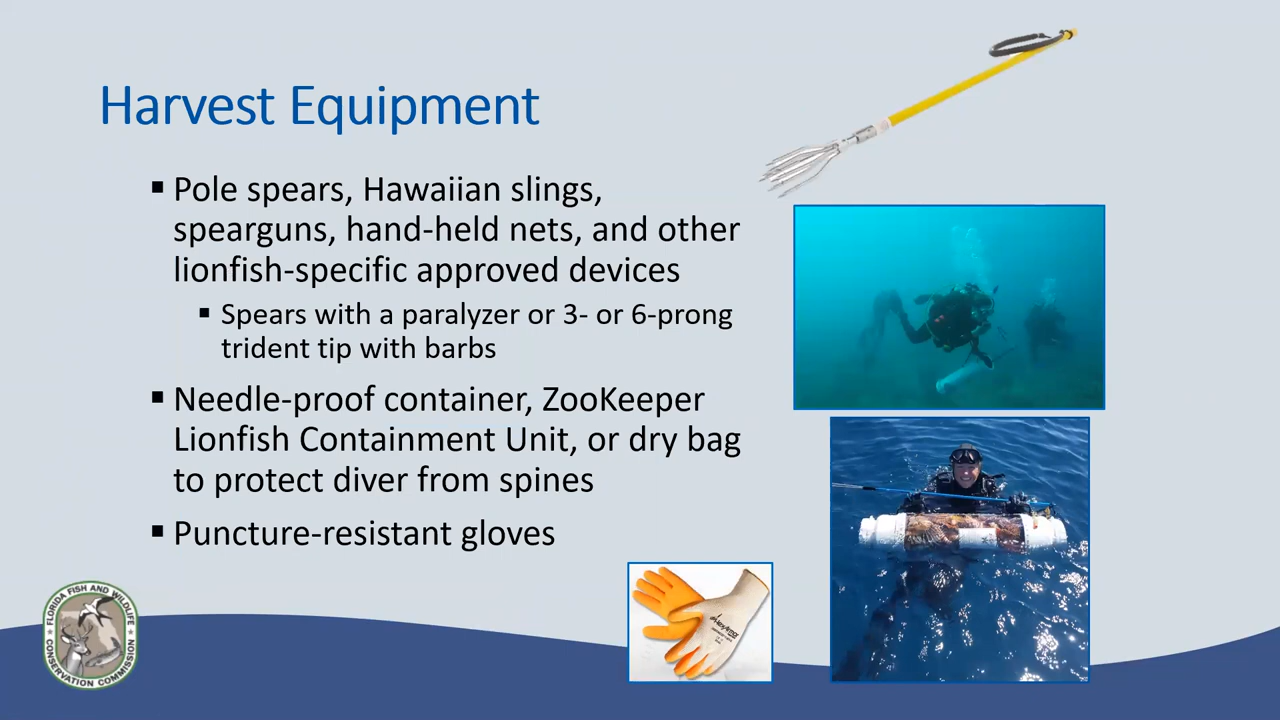 Harvest Equipment
▪ Pole spears, Hawaiian slings,
spearguns, hand-held nets, and other
lionfish-specific approved devices
▪ Spears with a paralyzer or 3- or 6-prong
trident tip with barbs
▪ Needle-proof container, ZooKeeper
Lionfish Containment Unit, or dry bag
to protect diver from spines
▪ Puncture-resistant gloves
FLORIDA FISH AND WILDLIFE
CONSERVATION COMMISSION
HexArmor